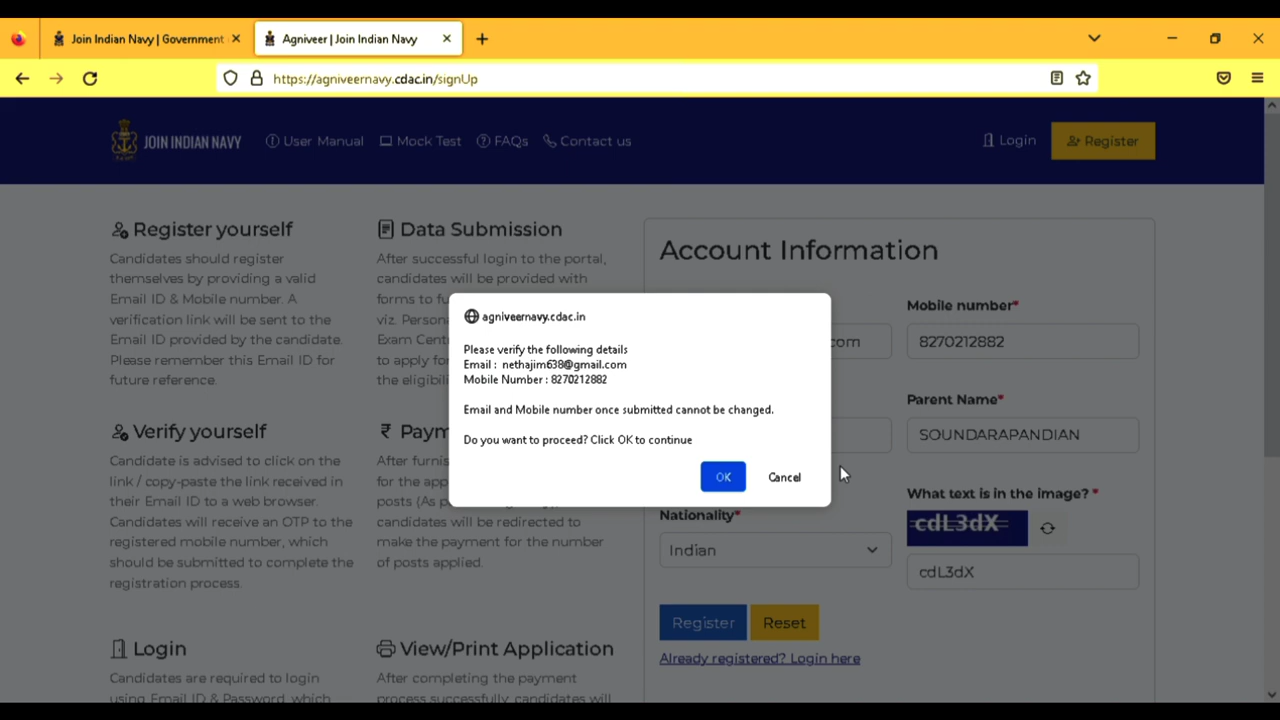 Join Indian Navy | Government
Agniveer | Join Indian Navy
https://agniveernavy.cdac.in/signUp
JOIN INDIAN NAVY
User Manual
Mock Test
FAQs
Contact us
Login
Register
Register yourself
Candidates should register
themselves by providing a valid
Email ID & Mobile number. A
verification link will be sent to the
Email ID provided by the candidate.
Please remember this Email ID for
future reference.
Data Submission
After successful login to the portal,
candidates will be provided with
forms to fu
viz. Person
Exam Cent
to apply for
the eligibili
Verify yourself
Candidate is advised to click on the
link / copy-paste the link received in
their Email ID to a web browser.
Candidates will receive an OTP to the
registered mobile number, which
should be submitted to complete the
registration process.
₹ Paym
After furnis
for the app
posts (As p
candidates will be redirected to
make the payment for the number
of posts applied.
Login
Candidates are required to login
using Email ID & Password, which
View/Print Application
After completing the payment
process successfully, candidates will
Account Information
com
Mobile number*
8270212882
Parent Name*
SOUNDARAPANDIAN
Nationality*
Indian
What text is in the image? *
cdL3dX
cdL3dX
Register
Reset
Already registered? Login here
agniveernavy.cdac.in
Please verify the following details
Email : nethajim638@gmail.com
Mobile Number : 8270212882
Email and Mobile number once submitted cannot be changed.
Do you want to proceed? Click OK to continue
OK
Cancel